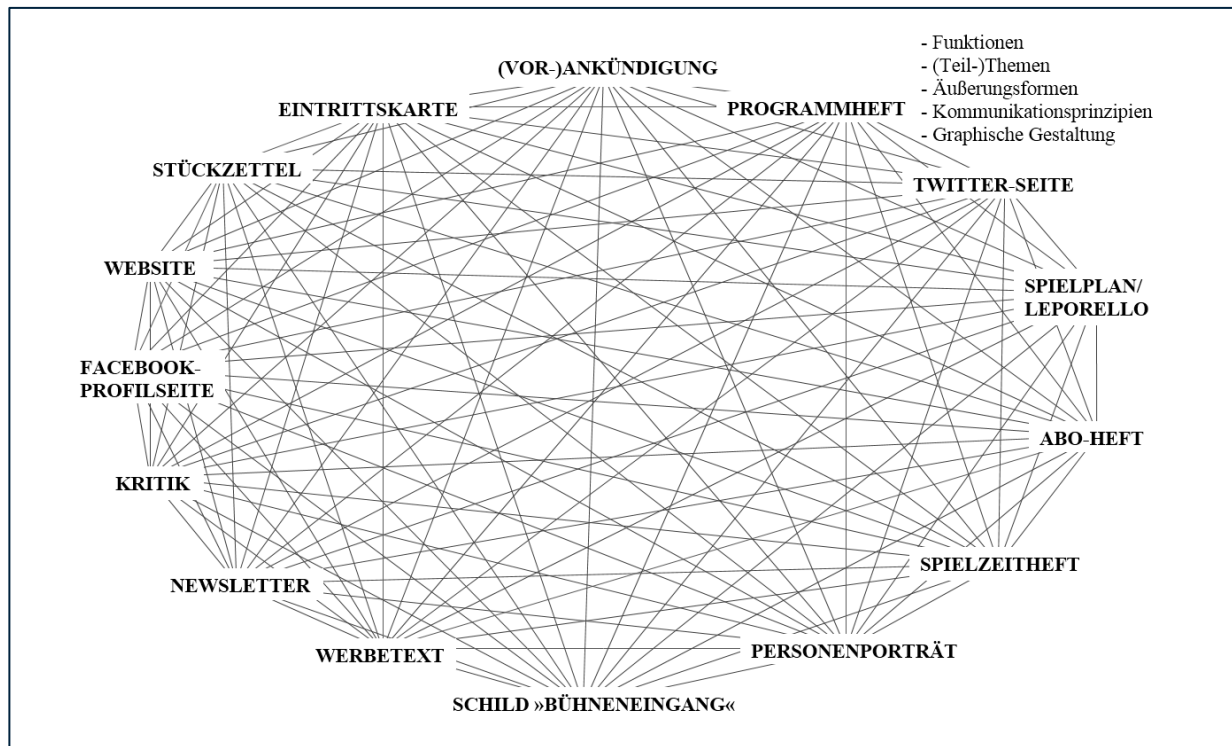 - Funktionen
- (Teil-)Themen
- Äußerungsformen
- Kommunikationsprinzipien
- Graphische Gestaltung
(VOR-)ANKÜNDIGUNG
EINTRITTSKARTE
PROGRAMMHEFT
STÜCKZETTEL
TWITTER-SEITE
WEBSITE
SPIELPLAN/
LEPORELLO
FACEBOOK-
PROFILSEITE
ABO-HEFT
KRITIK
SPIELZEITHEFT
NEWSLETTER
PERSONENPORTRÄT
WERBETEXT
SCHILD »BÜHNENEINGANG«